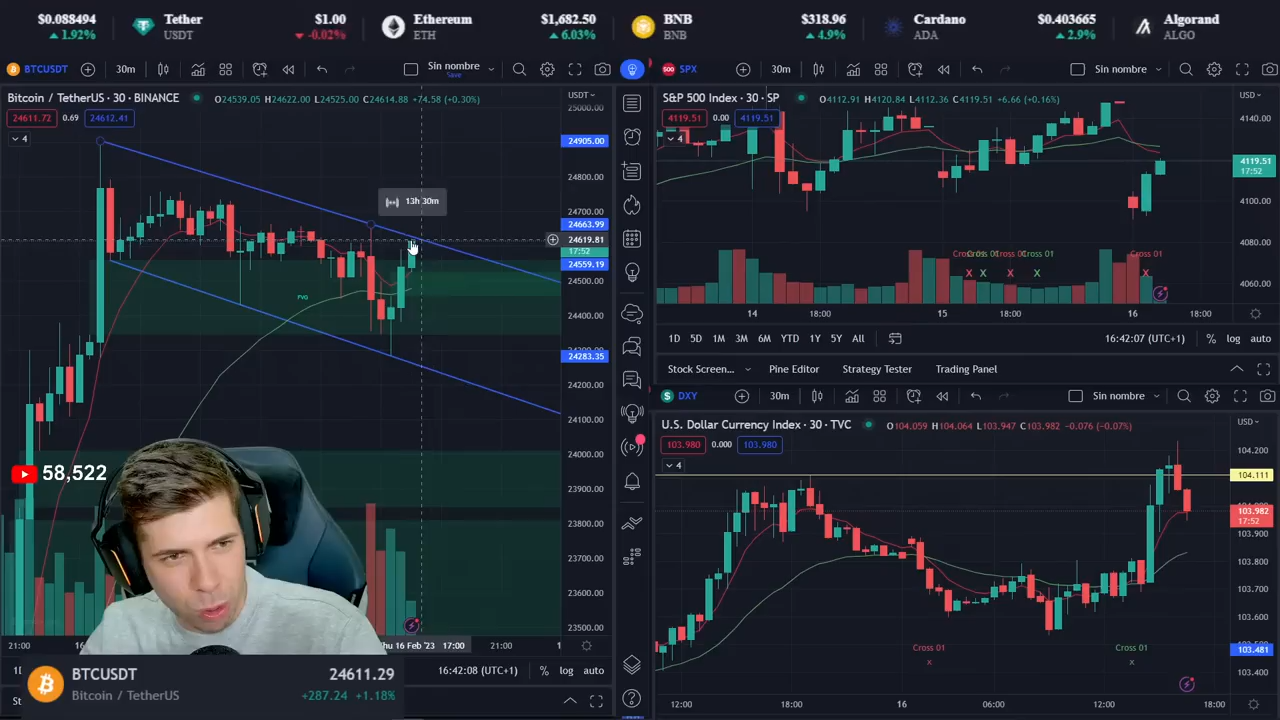 $0.088494
1.92%
Tether
USDT
$1.00
-0.02%
Ethereum
ETH
$1,682.50
6.03%
BNB
BNB
$318.96
4.9%
Cardano
ADA
$0.403665
2.9%
Algorand
ALGO
BTCUSDT
30m
Sin nombre
Save
Bitcoin / TetherUS · 30 · BINANCE
O24539.05 H24622.00 L24525.00 C24614.88 +74.58 (+0.30%)
24611.72
0.69
24612.41
4
USDT
25000.00
24905.00
24800.00
24700.00
24663.99
24619.81
17:52
24559.19
24500.00
24400.00
24283.35
24200.00
24100.00
24000.00
23900.00
23800.00
23700.00
23600.00
23500.00
13h 30m
FVG
21:00
Thu 16 Feb '23 17:00
21:00
16:42:08 (UTC+1)
%
log
auto
58,522
BTCUSDT
Bitcoin / TetherUS
24611.29
+287.24 +1.18%
SPX
30m
Sin nombre
S&P 500 Index · 30 · SP
O4112.91 H4120.84 L4112.36 C4119.51 +6.66 (+0.16%)
4119.51
0.00
4119.51
4
USD
4140.00
4119.51
17:52
4100.00
4080.00
4060.00
Cross 01
x
x
x
x
x
14
18:00
15
18:00
16
18:00
1D
5D
1M
3M
6M
YTD
1Y
5Y
All
16:42:07 (UTC+1)
%
log
auto
Stock Screen...
Pine Editor
Strategy Tester
Trading Panel
DXY
30m
Sin nombre
U.S. Dollar Currency Index · 30 · TVC
O104.059 H104.064 L103.947 C103.982 -0.076 (-0.07%)
103.980
0.000
103.980
4
USD
104.200
104.111
103.982
17:52
103.900
103.800
103.700
103.600
103.481
103.400
Cross 01
x
Cross 01
x
12:00
18:00
16
06:00
12:00
18:00